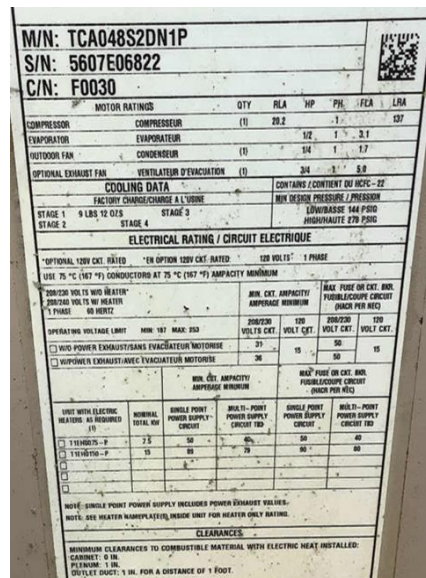 M/N: TCA048S2DN1P
S/N: 5607E06822
C/N: F0030
MOTOR RATINGS QTY RLA HP PH FLA LRA
COMPRESSOR COMPRESSEUR (1) 20.2 1 137
EVAPORATOR EVAPORATEUR 1/2 1 3.1
OUTDOOR FAN CONDENSEUR (1) 1/4 1 1.7
OPTIONAL EXHAUST FAN VENTILATEUR D'EVACUATION (1) 3/4 1 5.0
COOLING DATA CONTAINS / CONTIENT DU HCFC-22
FACTORY CHARGE/CHARGE A L'USINE MIN DESIGN PRESSURE / PRESSION
STAGE 1 9 LBS 12 OZS STAGE 3 LOW/BASSE 144 PSIG
STAGE 2 STAGE 4 HIGH/HAUTE 278 PSIG
ELECTRICAL RATING / CIRCUIT ELECTRIQUE
*OPTIONAL 120V CKT. RATED *EN OPTION 120V CKT. RATED 120 VOLTS 1 PHASE
USE 75 °C (167 °F) CONDUCTORS AT 75 °C (167 °F) AMPACITY MINIMUM
208/230 VOLTS W/O HEATER* MIN. CKT. AMPACITY/ MAX FUSE OR CKT. BKR.
208/240 VOLTS W/ HEATER AMPERAGE MINIMUM FUSIBLE/COUPE CIRCUIT
1 PHASE 60 HERTZ (HACR PER NEC)
208/230 120 208/230 120
OPERATING VOLTAGE LIMIT MIN: 187 MAX: 253 VOLTS CKT. VOLT CKT. VOLT CKT. VOLT CKT.
W/O POWER EXHAUST/SANS EVACUATEUR MOTORISE 31 15 50 15
W/POWER EXHAUST/AVEC EVACUATEUR MOTORISE 36 50
MIN. CKT. AMPACITY/ MAX FUSE OR CKT. BKR.
AMPERAGE MINIMUM FUSIBLE/COUPE CIRCUIT
(HACR PER NEC)
UNIT WITH ELECTRIC NOMINAL SINGLE POINT MULTI-POINT SINGLE POINT MULTI-POINT
HEATERS AS REQUIRED TOTAL KW POWER SUPPLY POWER SUPPLY POWER SUPPLY POWER SUPPLY
(1) CIRCUIT CIRCUIT TBD CIRCUIT CIRCUIT TBD
T1EH0075-P 7.5 50 40 50 40
T1EH0150-P 15 79 60
NOTE: SINGLE POINT POWER SUPPLY INCLUDES POWER EXHAUST VALUES.
NOTE: SEE HEATER NAMEPLATE(S) INSIDE UNIT FOR HEATER ONLY RATING.
CLEARANCES
MINIMUM CLEARANCES TO COMBUSTIBLE MATERIAL WITH ELECTRIC HEAT INSTALLED:
CABINET: 0 IN.
PLENUM: 1 IN.
OUTLET DUCT: 1 IN. FOR A DISTANCE OF 1 FOOT.